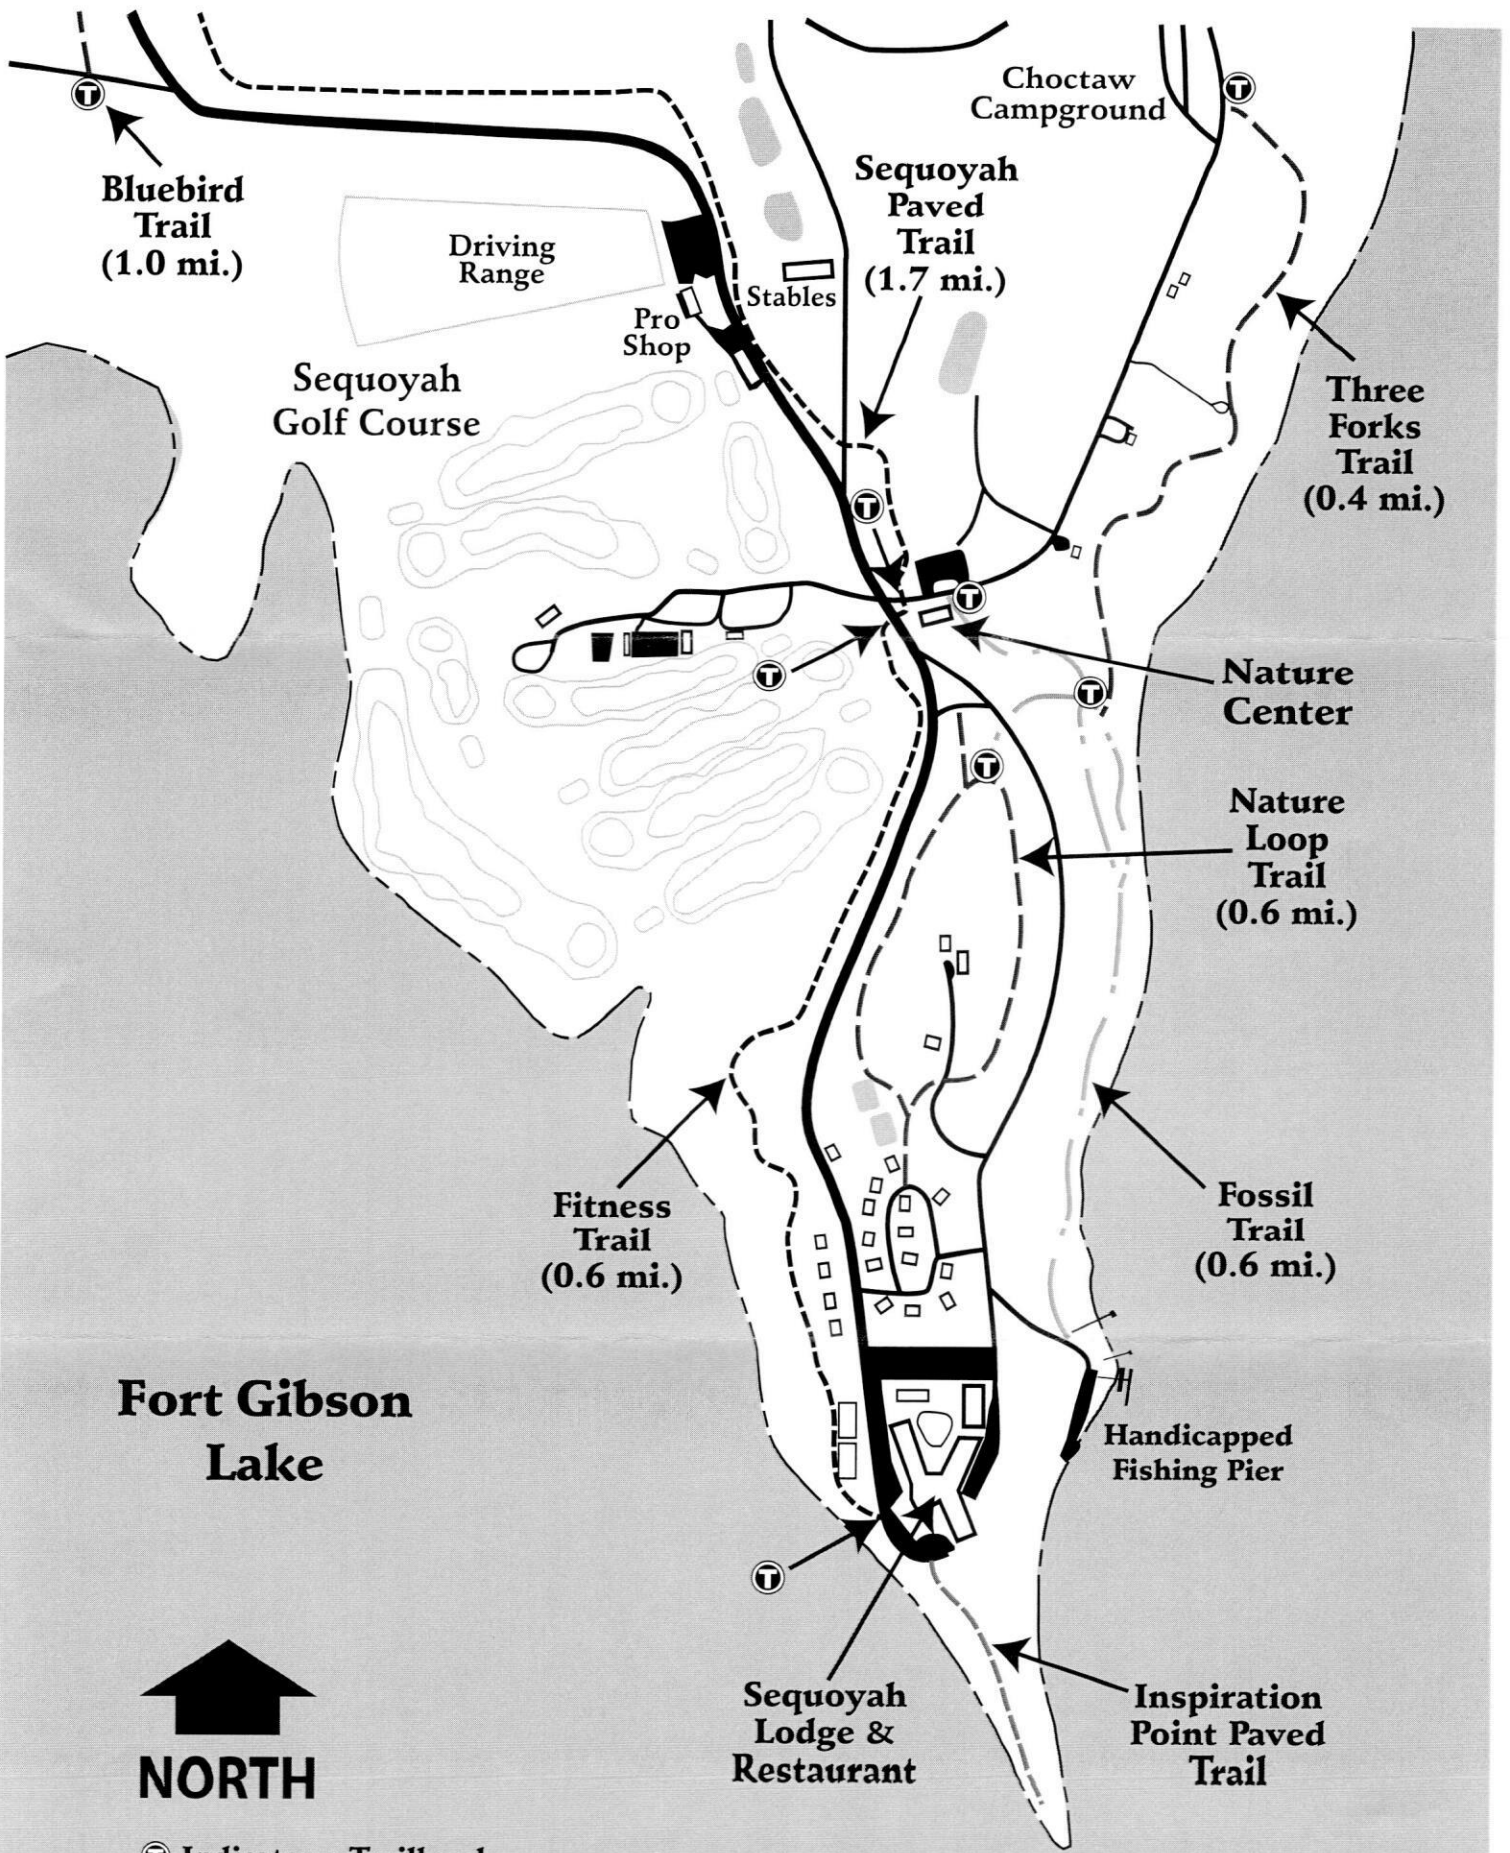 Choctaw
Campground
T
T
Bluebird
Trail
(1.0 mi.)
Sequoyah
Paved
Trail
(1.7 mi.)
Driving
Range
Stables
Pro
Shop
Sequoyah
Golf Course
Three
Forks
Trail
(0.4 mi.)
T
T
T
T
Nature
Center
T
Nature
Loop
Trail
(0.6 mi.)
Fitness
Trail
(0.6 mi.)
Fossil
Trail
(0.6 mi.)
Fort Gibson
Lake
Handicapped
Fishing Pier
T
Sequoyah
Lodge &
Restaurant
Inspiration
Point Paved
Trail
NORTH
T Indicates a Trailhead